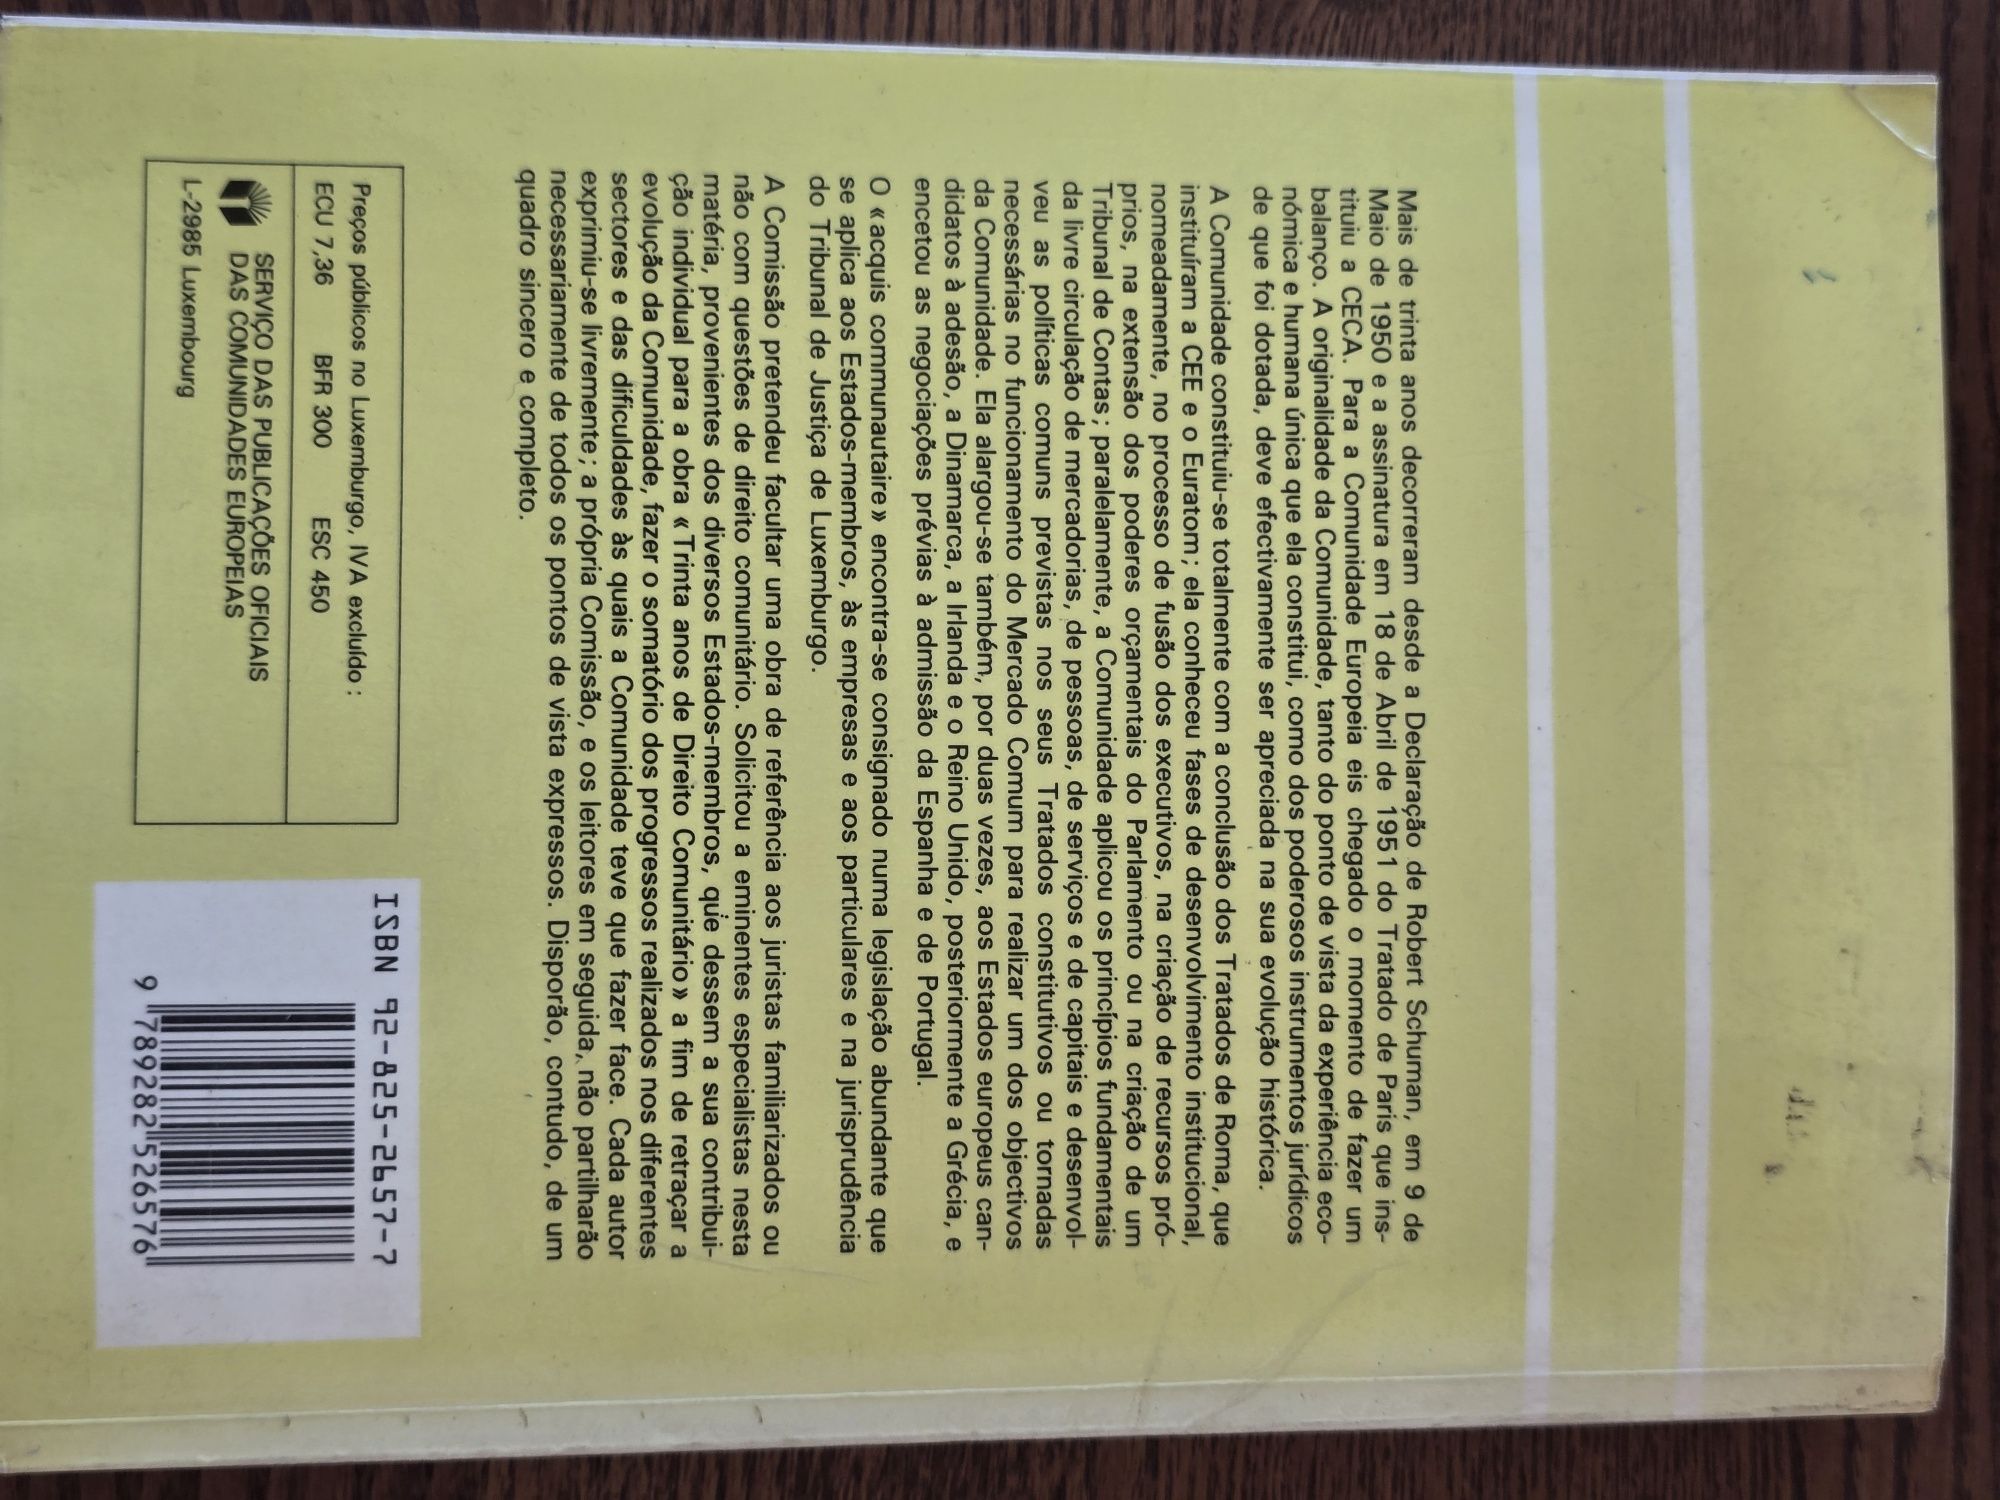 Mais de trinta anos decorreram desde a Declaração de Robert Schuman, em 9 de
Maio de 1950 e a assinatura em 18 de Abril de 1951 do Tratado de Paris que ins-
tituiu a CECA. Para a Comunidade Europeia eis chegado o momento de fazer um
balanço. A originalidade da Comunidade, tanto do ponto de vista da experiência eco-
nómica e humana única que ela constitui, como dos poderosos instrumentos jurídicos
de que foi dotada, deve efectivamente ser apreciada na sua evolução histórica.
A Comunidade constituiu-se totalmente com a conclusão dos Tratados de Roma, que
instituíram a CEE e o Euratom ; ela conheceu fases de desenvolvimento institucional,
nomeadamente, no processo de fusão dos executivos, na criação de recursos pró-
prios, na extensão dos poderes orçamentais do Parlamento ou na criação de um
Tribunal de Contas ; paralelamente, a Comunidade aplicou os princípios fundamentais
da livre circulação de mercadorias, de pessoas, de serviços e de capitais e desenvol-
veu as políticas comuns previstas nos seus Tratados constitutivos ou tornadas
necessárias no funcionamento do Mercado Comum para realizar um dos objectivos
da Comunidade. Ela alargou-se também, por duas vezes, aos Estados europeus can-
didatos à adesão, a Dinamarca, a Irlanda e o Reino Unido, posteriormente a Grécia, e
encetou as negociações prévias à admissão da Espanha e de Portugal.
O « acquis communautaire » encontra-se consignado numa legislação abundante que
se aplica aos Estados-membros, às empresas e aos particulares e na jurisprudência
do Tribunal de Justiça de Luxemburgo.
A Comissão pretendeu facultar uma obra de referência aos juristas familiarizados ou
não com questões de direito comunitário. Solicitou a eminentes especialistas nesta
matéria, provenientes dos diversos Estados-membros, que dessem a sua contribui-
ção individual para a obra « Trinta anos de Direito Comunitário » a fim de retraçar a
evolução da Comunidade, fazer o somatório dos progressos realizados nos diferentes
sectores e das dificuldades às quais a Comunidade teve que fazer face. Cada autor
exprimiu-se livremente ; a própria Comissão, e os leitores em seguida, não partilharão
necessariamente de todos os pontos de vista expressos. Disporão, contudo, de um
quadro sincero e completo.
Preços públicos no Luxemburgo, IVA excluído :
ECU 7,36 BFR 300 ESC 450
SERVIÇO DAS PUBLICAÇÕES OFICIAIS
DAS COMUNIDADES EUROPEIAS
L-2985 Luxembourg
ISBN 92-825-2657-7
9 789282 526576